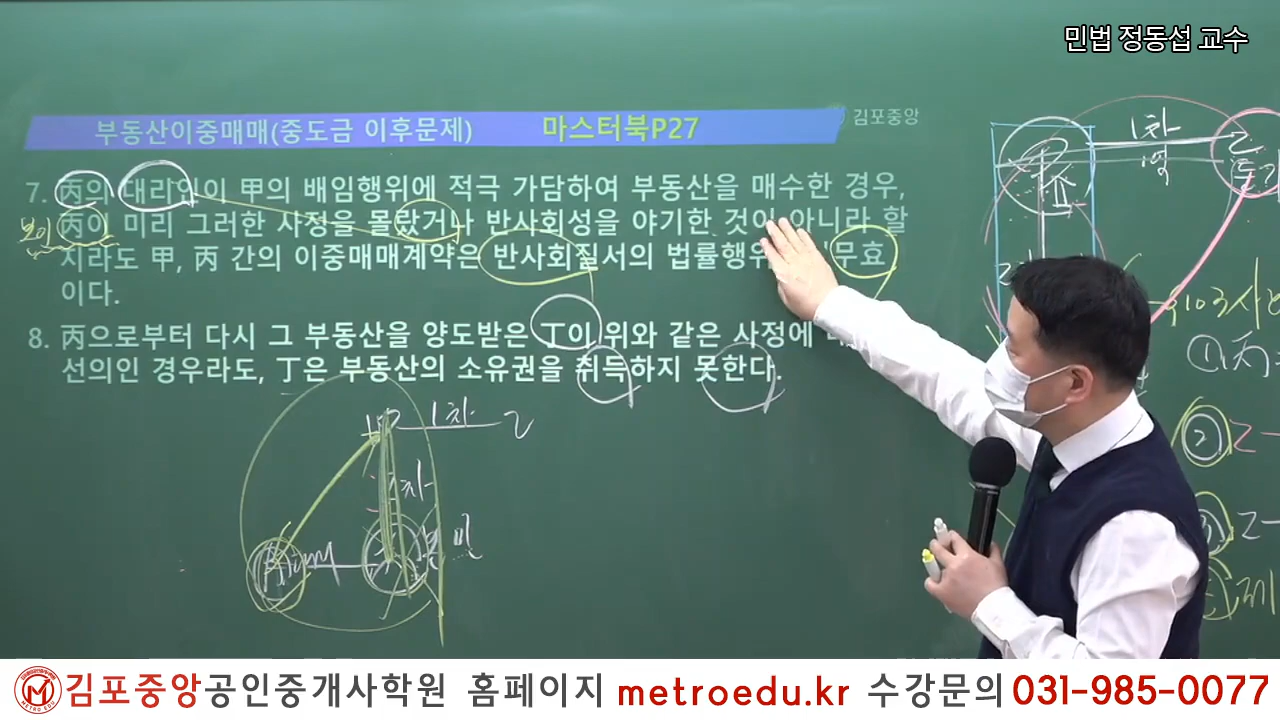 민법 정동섭 교수
부동산이중매매(중도금 이후문제) 마스터북P27
김포중앙
7. 丙의 대리인이 甲의 배임행위에 적극 가담하여 부동산을 매수한 경우,
본인 丙이 미리 그러한 사정을 몰랐거나 반사회성을 야기한 것이 아니라 할
지라도 甲, 丙 간의 이중매매계약은 반사회질서의 법률행위 무효
이다.
8. 丙으로부터 다시 그 부동산을 양도받은 丁이 위와 같은 사정에
선의인 경우라도, 丁은 부동산의 소유권을 취득하지 못한다.
1차
乙
甲 1차 乙
103
① 丙
②
김포중앙공인중개사학원 홈페이지 metroedu.kr 수강문의 031-985-0077